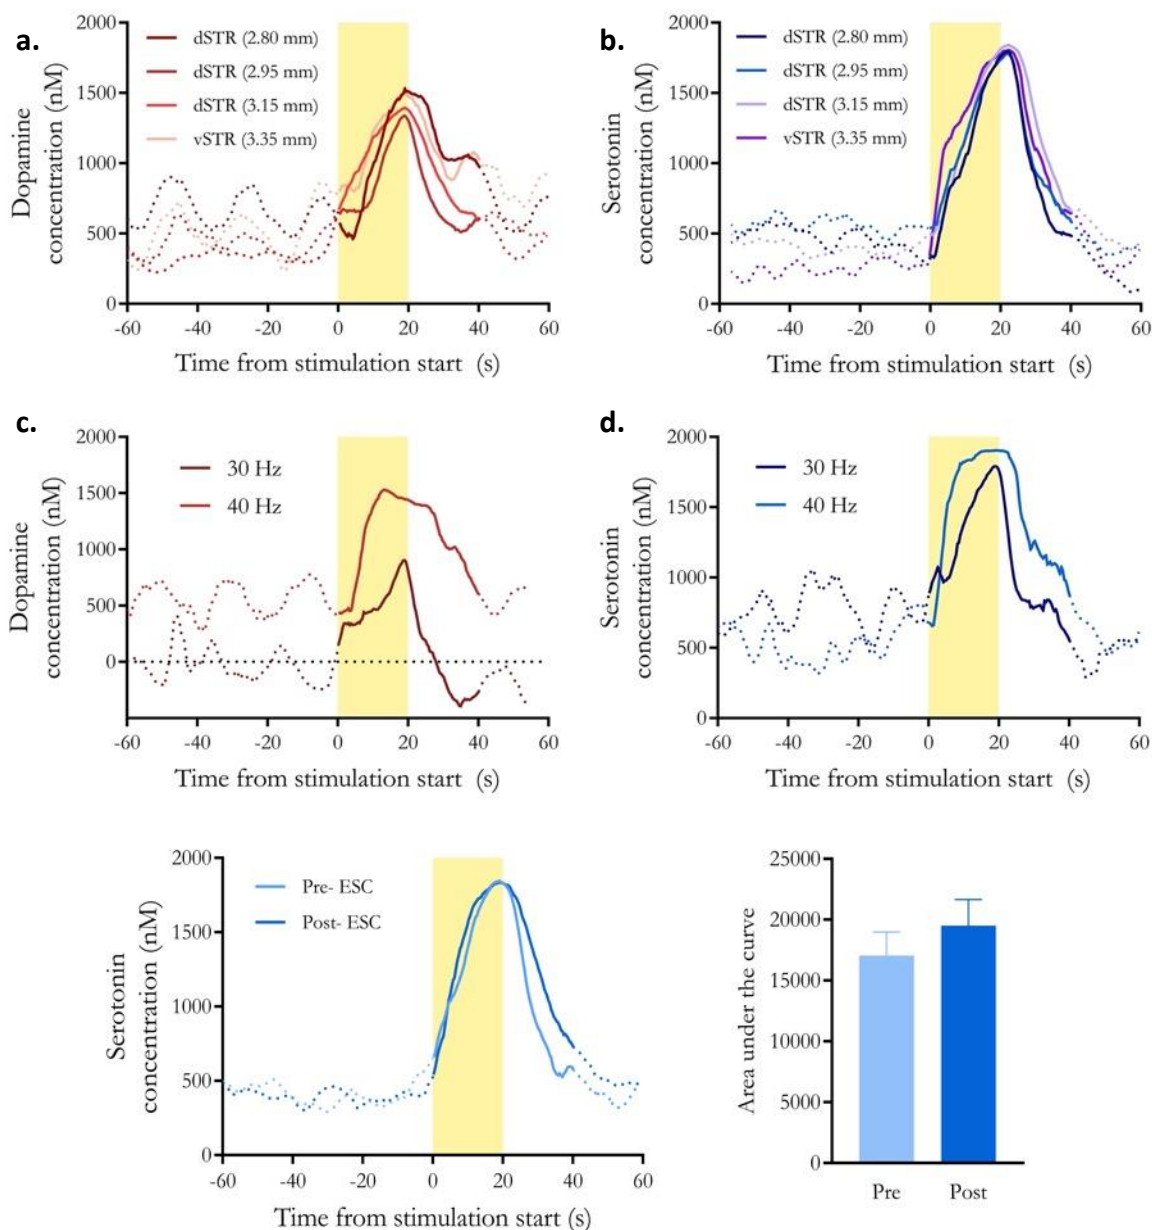 a.
2000
1500
1000
500
0
-60 -40 -20 0 20 40 60
Dopamine
concentration (nM)
Time from stimulation start (s)
dSTR (2.80 mm)
dSTR (2.95 mm)
dSTR (3.15 mm)
vSTR (3.35 mm)
b.
2000
1500
1000
500
0
-60 -40 -20 0 20 40 60
Serotonin
concentration (nM)
Time from stimulation start (s)
dSTR (2.80 mm)
dSTR (2.95 mm)
dSTR (3.15 mm)
vSTR (3.35 mm)
c.
2000
1500
1000
500
0
-60 -40 -20 0 20 40 60
Dopamine
concentration (nM)
Time from stimulation start (s)
30 Hz
40 Hz
d.
2000
1500
1000
500
0
-60 -40 -20 0 20 40 60
Serotonin
concentration (nM)
Time from stimulation start (s)
30 Hz
40 Hz
2000
1500
1000
500
0
-60 -40 -20 0 20 40 60
Serotonin
concentration (nM)
Time from stimulation start (s)
Pre- ESC
Post- ESC
25000
20000
15000
10000
5000
0
Area under the curve
Pre Post